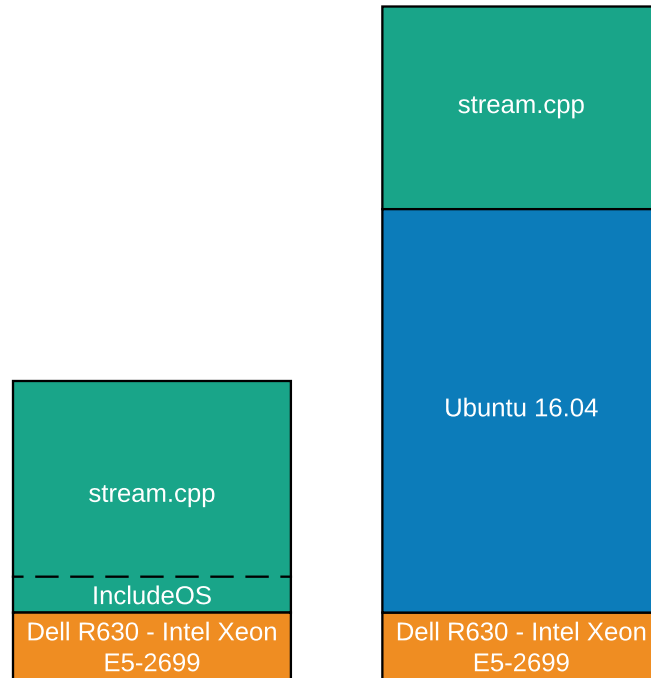 stream.cpp
IncludeOS
Dell R630 - Intel Xeon
E5-2699
stream.cpp
Ubuntu 16.04
Dell R630 - Intel Xeon
E5-2699